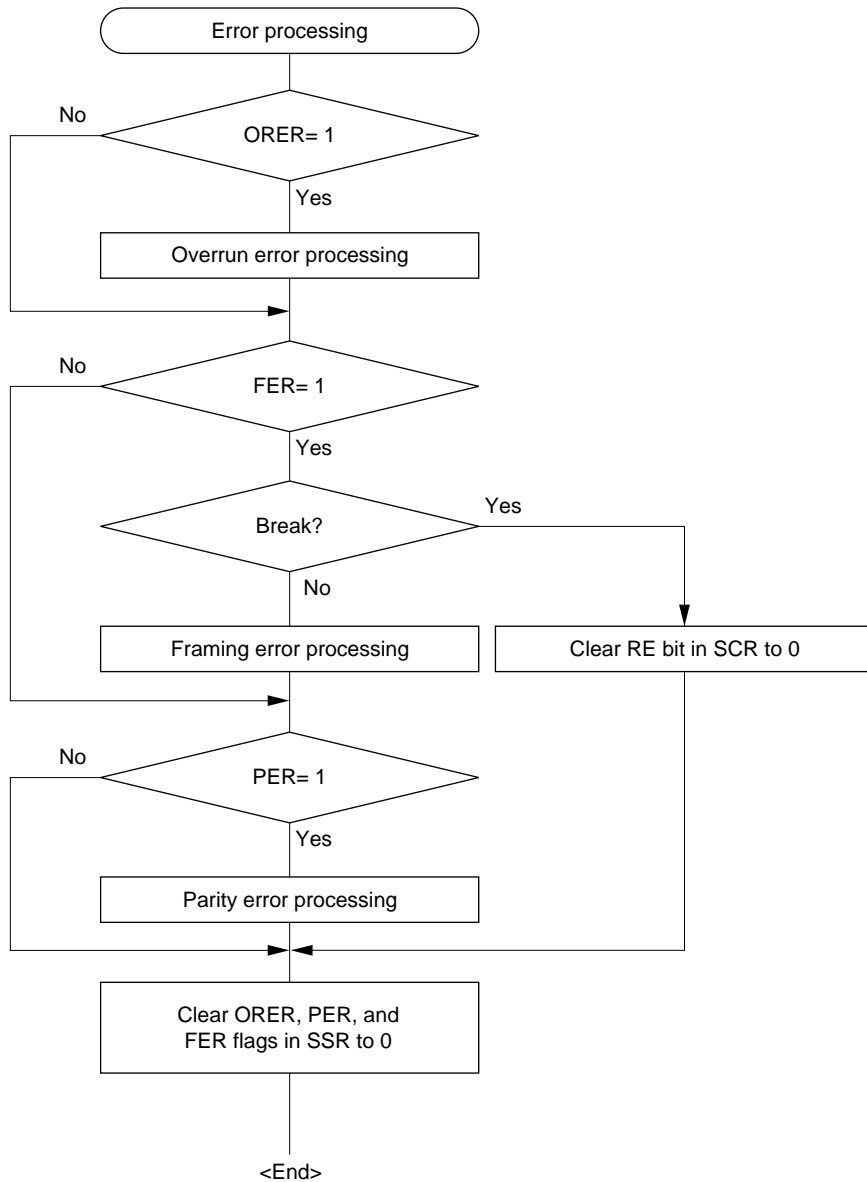 Error processing
No
ORER= 1
Yes
Overrun error processing
No
FER= 1
Yes
Break?
Yes
No
Framing error processing
Clear RE bit in SCR to 0
No
PER= 1
Yes
Parity error processing
Clear ORER, PER, and
FER flags in SSR to 0
<End>